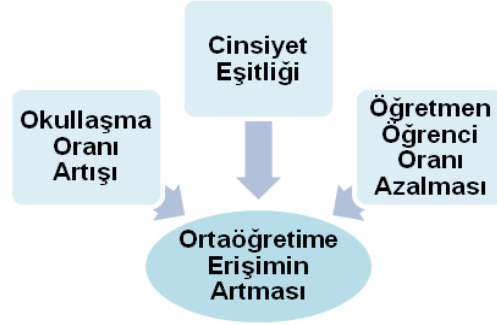 Cinsiyet
Eşitliği
Okullaşma
Oranı
Artışı
Öğretmen
Öğrenci
Oranı
Azalması
Ortaöğretime
Erişimin
Artması